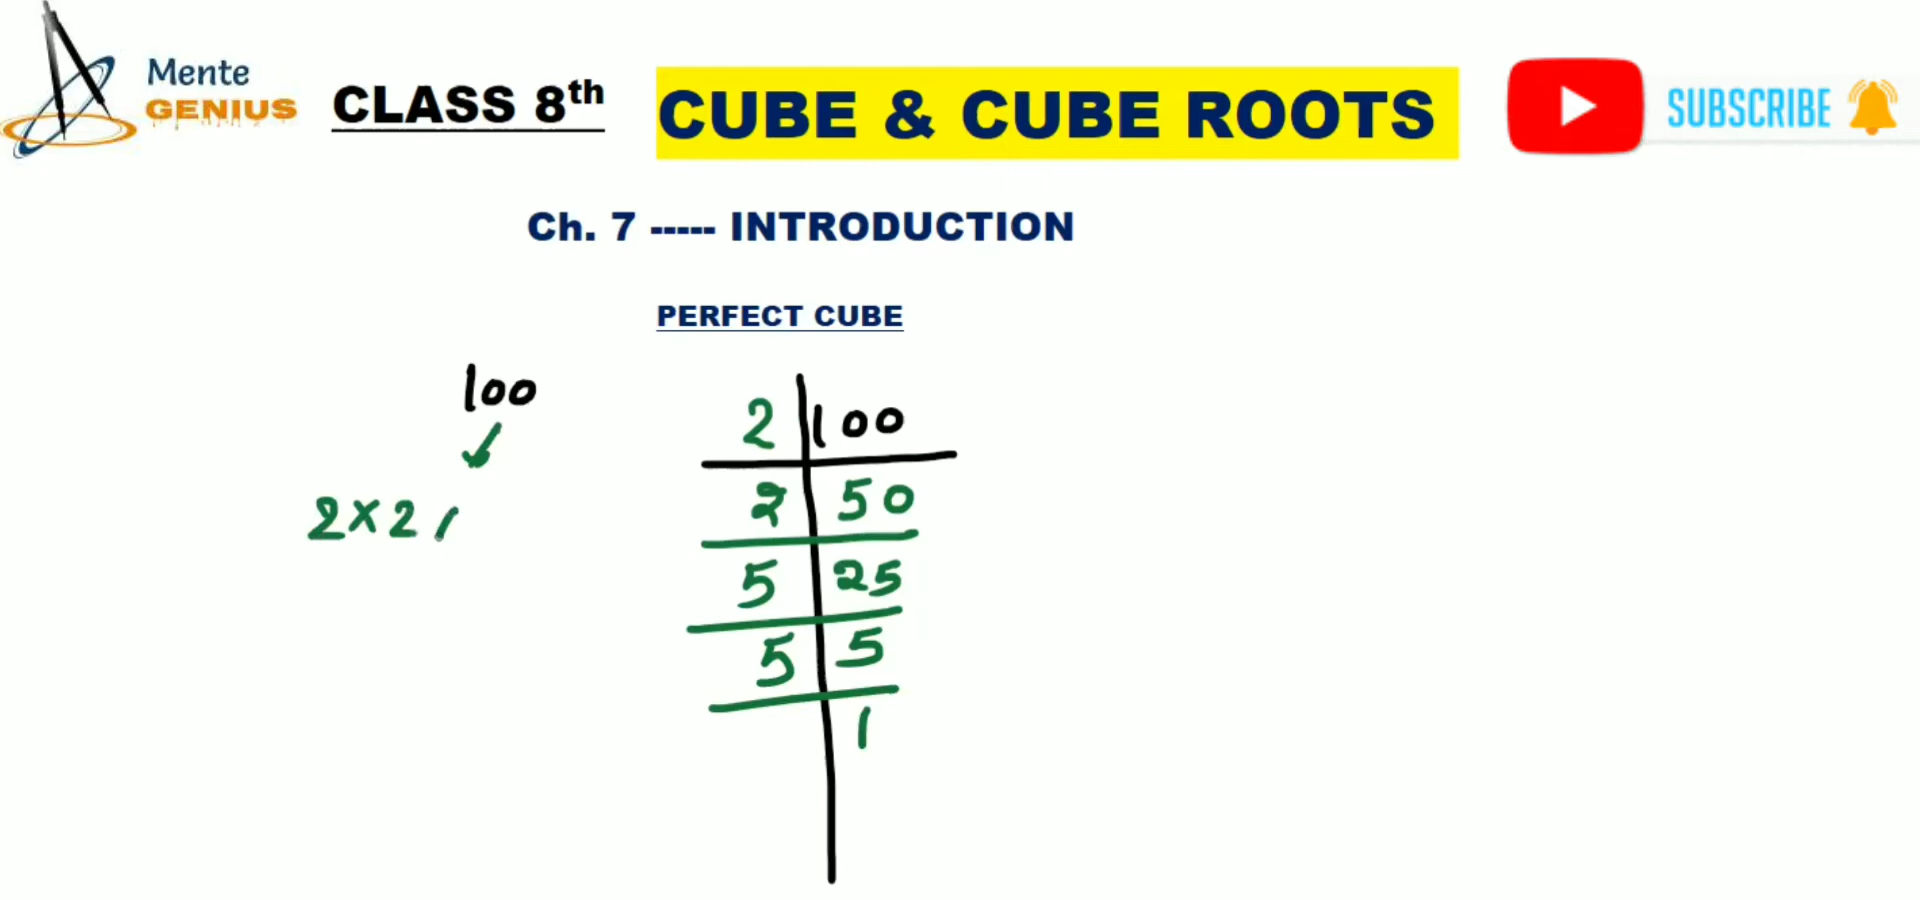 Mente
GENIUS
CLASS 8th
CUBE & CUBE ROOTS
SUBSCRIBE
Ch. 7 ----- INTRODUCTION
PERFECT CUBE
100
2×2
2 100
2 50
5 25
5 5
1